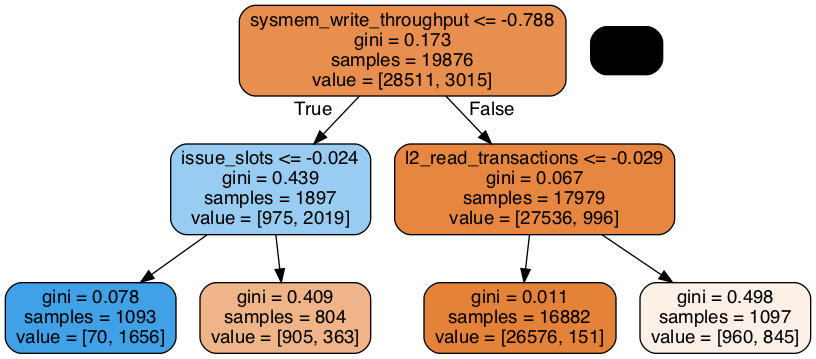 sysmem_write_throughput <= -0.788
gini = 0.173
samples = 19876
value = [28511, 3015]
True
False
issue_slots <= -0.024
gini = 0.439
samples = 1897
value = [975, 2019]
l2_read_transactions <= -0.029
gini = 0.067
samples = 17979
value = [27536, 996]
gini = 0.078
samples = 1093
value = [70, 1656]
gini = 0.409
samples = 804
value = [905, 363]
gini = 0.011
samples = 16882
value = [26576, 151]
gini = 0.498
samples = 1097
value = [960, 845]